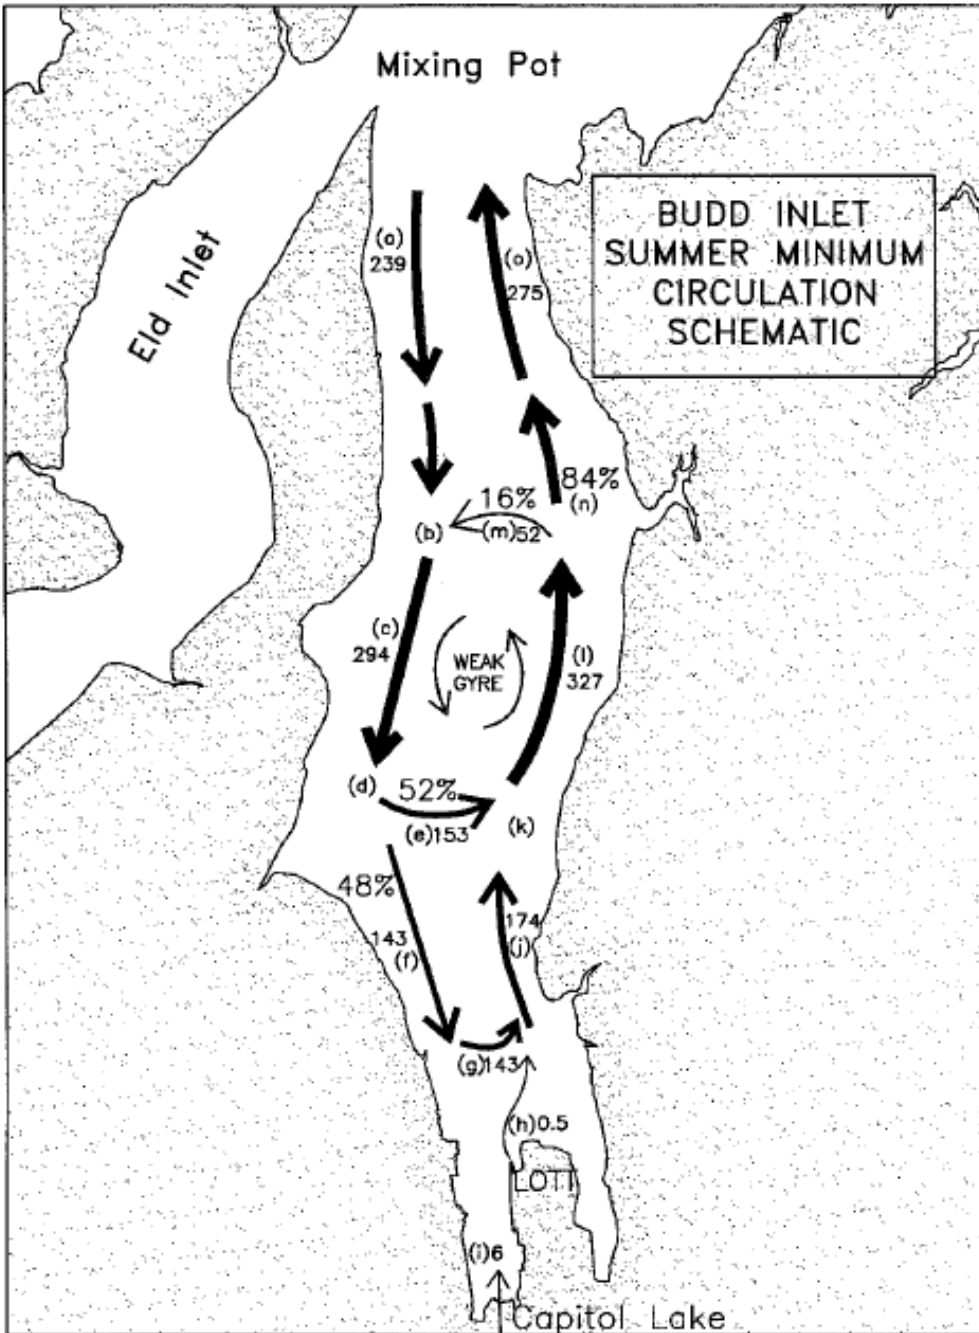 Mixing Pot
BUDD INLET
SUMMER MINIMUM
CIRCULATION
SCHEMATIC
Eld Inlet
(a)
239
(o)
275
84%
(n)
16%
(m)52
(b)
(c)
294
WEAK
GYRE
(l)
327
(d)
52%
(e)153
(k)
48%
143
(f)
174
(j)
(g)143
(h)0.5
LOTT
(i)6
Capitol Lake